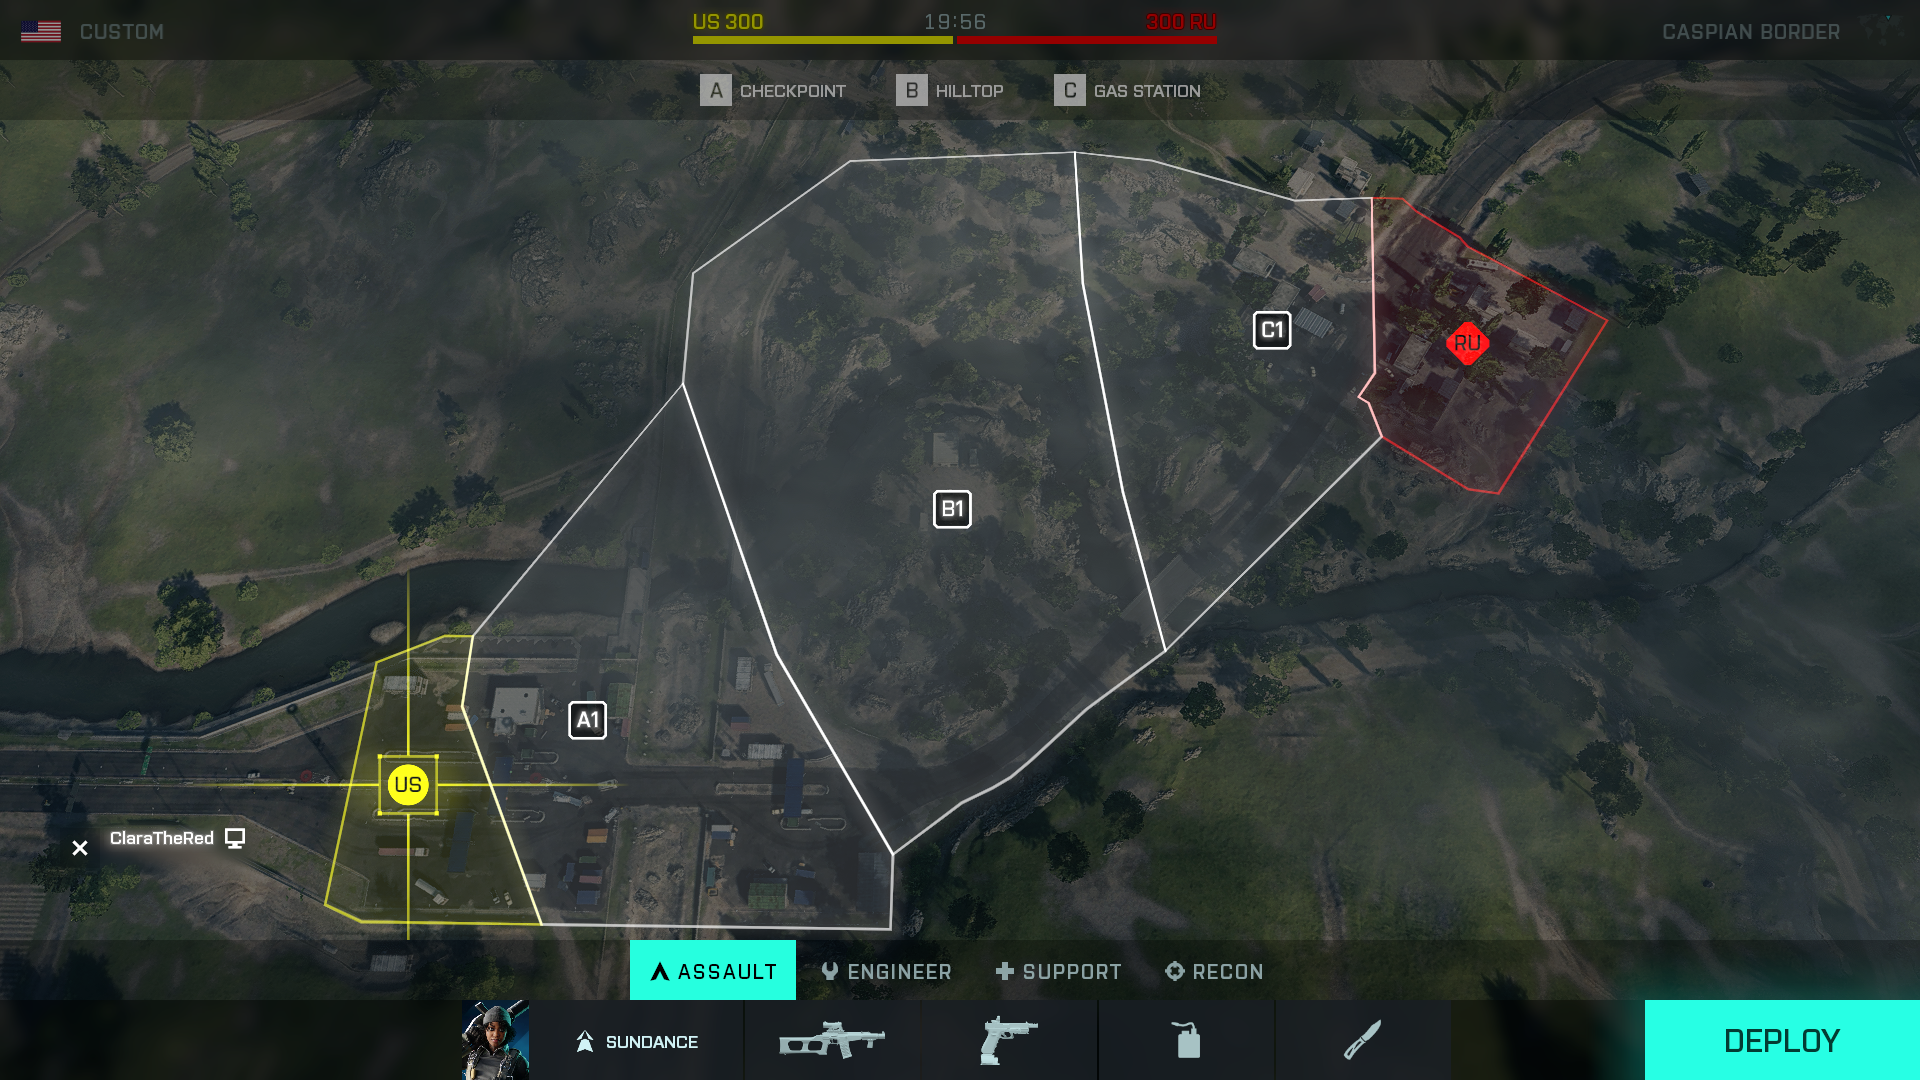 CUSTOM
US 300
19:56
300 RU
CASPIAN BORDER
A CHECKPOINT
B HILLTOP
C GAS STATION
C1
RU
B1
A1
US
ClaraTheRed
ASSAULT
ENGINEER
SUPPORT
RECON
SUNDANCE
DEPLOY